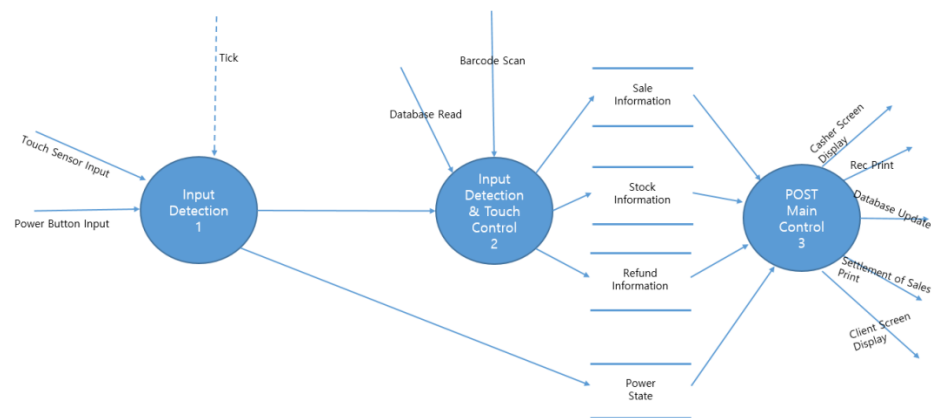 Tick
Touch Sensor Input
Power Button Input
Input
Detection
1
Barcode Scan
Database Read
Input
Detection
& Touch
Control
2
Sale
Information
Stock
Information
Refund
Information
Power
State
POST
Main
Control
3
Casher Screen
Display
Rec Print
Database Update
Settlement of Sales
Print
Client Screen
Display